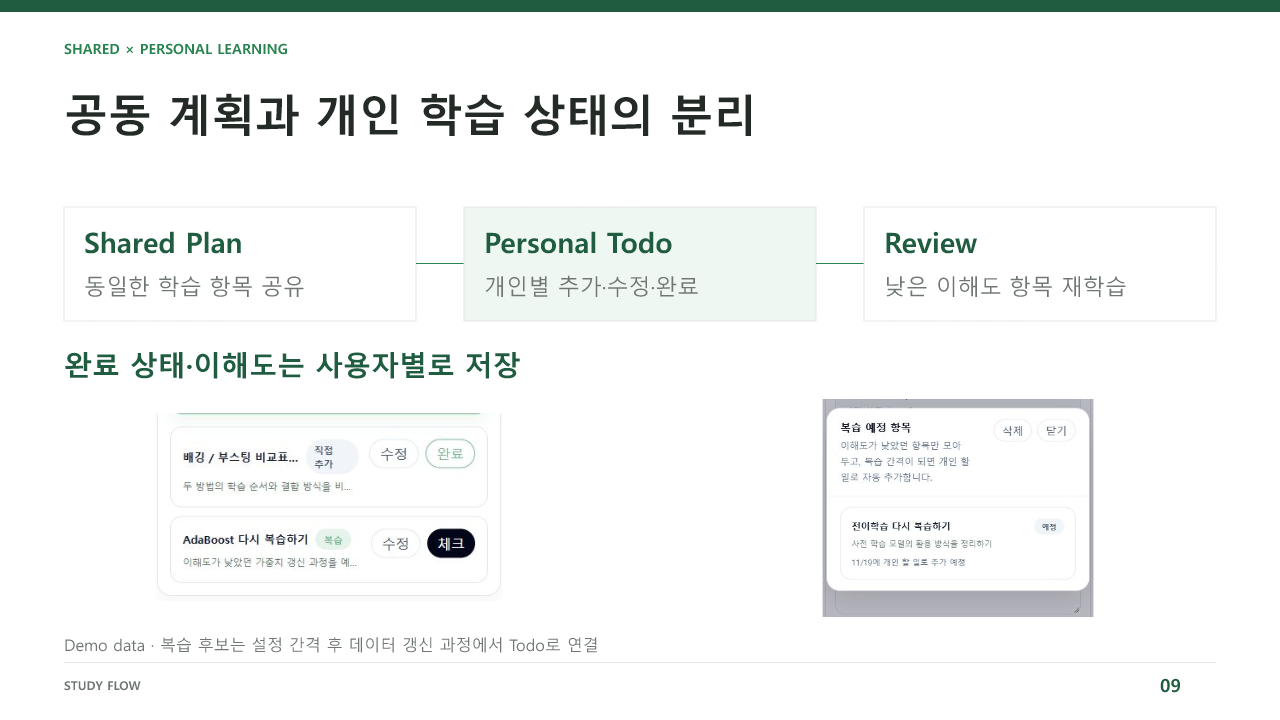 SHARED × PERSONAL LEARNING
공동 계획과 개인 학습 상태의 분리
Shared Plan
동일한 학습 항목 공유
Personal Todo
개인별 추가·수정·완료
Review
낮은 이해도 항목 재학습
완료 상태·이해도는 사용자별로 저장
배깅 / 부스팅 비교표...
직접
추가
수정
완료
두 방법의 학습 순서와 결합 방식을 비...
AdaBoost 다시 복습하기
복습
수정
체크
이해도가 낮았던 가중치 갱신 과정을 예...
복습 예정 항목
삭제
닫기
이해도가 낮았던 항목만 모아
두고, 복습 간격이 되면 개인 할
일로 자동 추가합니다.
전이학습 다시 복습하기
예정
사전 학습 모델의 활용 방식을 정리하기
11/19에 개인 할 일로 추가 예정
Demo data · 복습 후보는 설정 간격 후 데이터 갱신 과정에서 Todo로 연결
STUDY FLOW
09